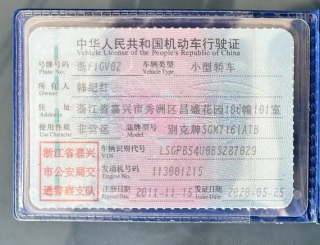 中华人民共和国机动车行驶证
Vehicle License of the People's Republic of China
号牌号码 浙F1GV62 车辆类型 小型轿车
Plate No. Vehicle Type
所有人 韩纪红
Owner
住址 浙江省嘉兴市秀洲区昌盛花园106幢101室
Address
使用性质 非营运 品牌型号 别克牌SGK7161ATB
Use Character Model
浙江省嘉兴
市公安局交
通警察支队
车辆识别代号 LSGPB54U0BS287029
VIN
发动机号码 113001215
Engine No.
注册日期 2011-11-15 发证日期 2020-05-25
Register Date Issue Date